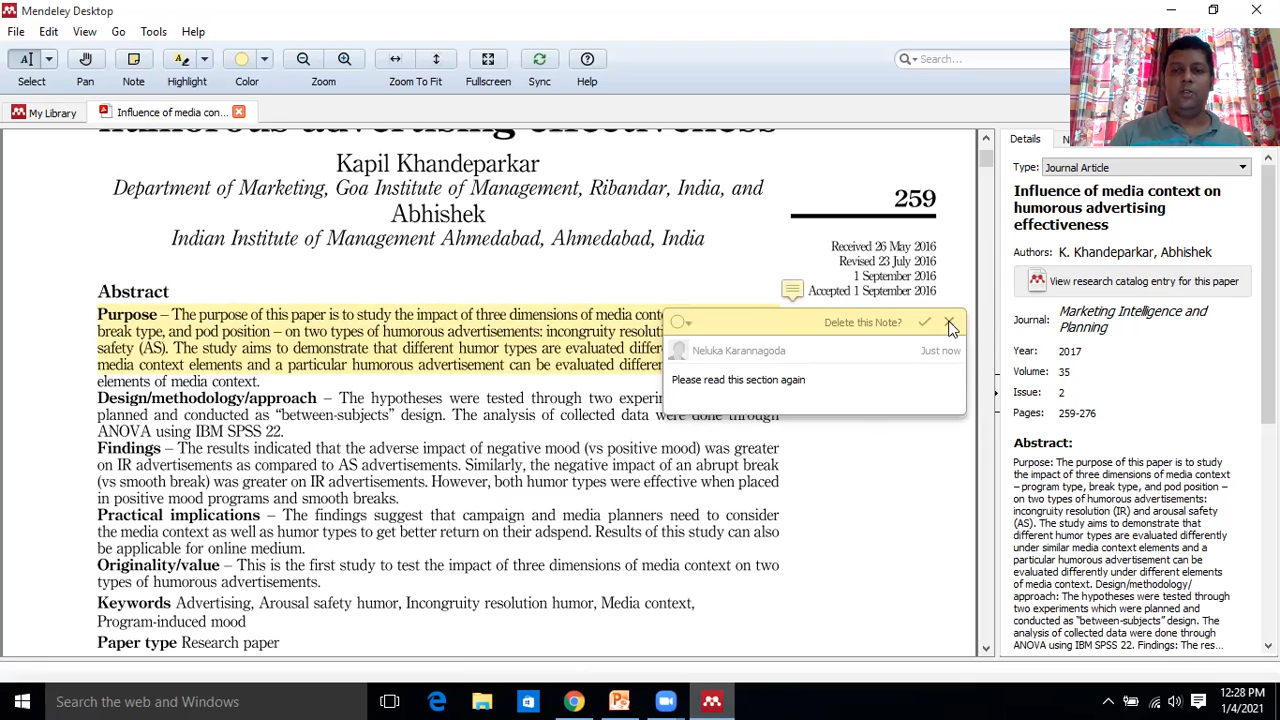 Mendeley Desktop
File Edit View Go Tools Help
Select Pan Note Highlight Color Zoom Zoom To Fit Fullscreen Sync Help
Search...
My Library
Influence of media con...
humorous advertising effectiveness
Kapil Khandeparkar
Department of Marketing, Goa Institute of Management, Ribandar, India, and
Abhishek
Indian Institute of Management Ahmedabad, Ahmedabad, India
259
Received 26 May 2016
Revised 23 July 2016
1 September 2016
Accepted 1 September 2016
Abstract
Purpose – The purpose of this paper is to study the impact of three dimensions of media
break type, and pod position – on two types of humorous advertisements: incongruity
safety (AS). The study aims to demonstrate that different humor types are evaluated
media context elements and a particular humorous advertisement can be evaluated
elements of media context.
Design/methodology/approach – The hypotheses were tested through two
planned and conducted as “between-subjects” design. The analysis of collected data were done through
ANOVA using IBM SPSS 22.
Findings – The results indicated that the adverse impact of negative mood (vs positive mood) was greater
on IR advertisements as compared to AS advertisements. Similarly, the negative impact of an abrupt break
(vs smooth break) was greater on IR advertisements. However, both humor types were effective when placed
in positive mood programs and smooth breaks.
Practical implications – The findings suggest that campaign and media planners need to consider
the media context as well as humor types to get better return on their adspend. Results of this study can also
be applicable for online medium.
Originality/value – This is the first study to test the impact of three dimensions of media context on two
types of humorous advertisements.
Keywords Advertising, Arousal safety humor, Incongruity resolution humor, Media context,
Program-induced mood
Paper type Research paper
Delete this Note?
Neluka Karannagoda Just now
Please read this section again
Details
Type: Journal Article
Influence of media context on
humorous advertising
effectiveness
Authors: K. Khandeparkar, Abhishek
View research catalog entry for this paper
Journal: Marketing Intelligence and
Planning
Year: 2017
Volume: 35
Issue: 2
Pages: 259-276
Abstract:
Purpose: The purpose of this paper is to study
the impact of three dimensions of media context
– program type, break type, and pod position –
on two types of humorous advertisements:
incongruity resolution (IR) and arousal safety
(AS). The study aims to demonstrate that
different humor types are evaluated differently
under similar media context elements and a
particular humorous advertisement can be
evaluated differently under different elements
of media context. Design/methodology/
approach: The hypotheses were tested through
two experiments which were planned and
conducted as “between-subjects” design. The
analysis of collected data were done through
ANOVA using IBM SPSS 22. Findings: The res...
Search the web and Windows
12:28 PM
1/4/2021